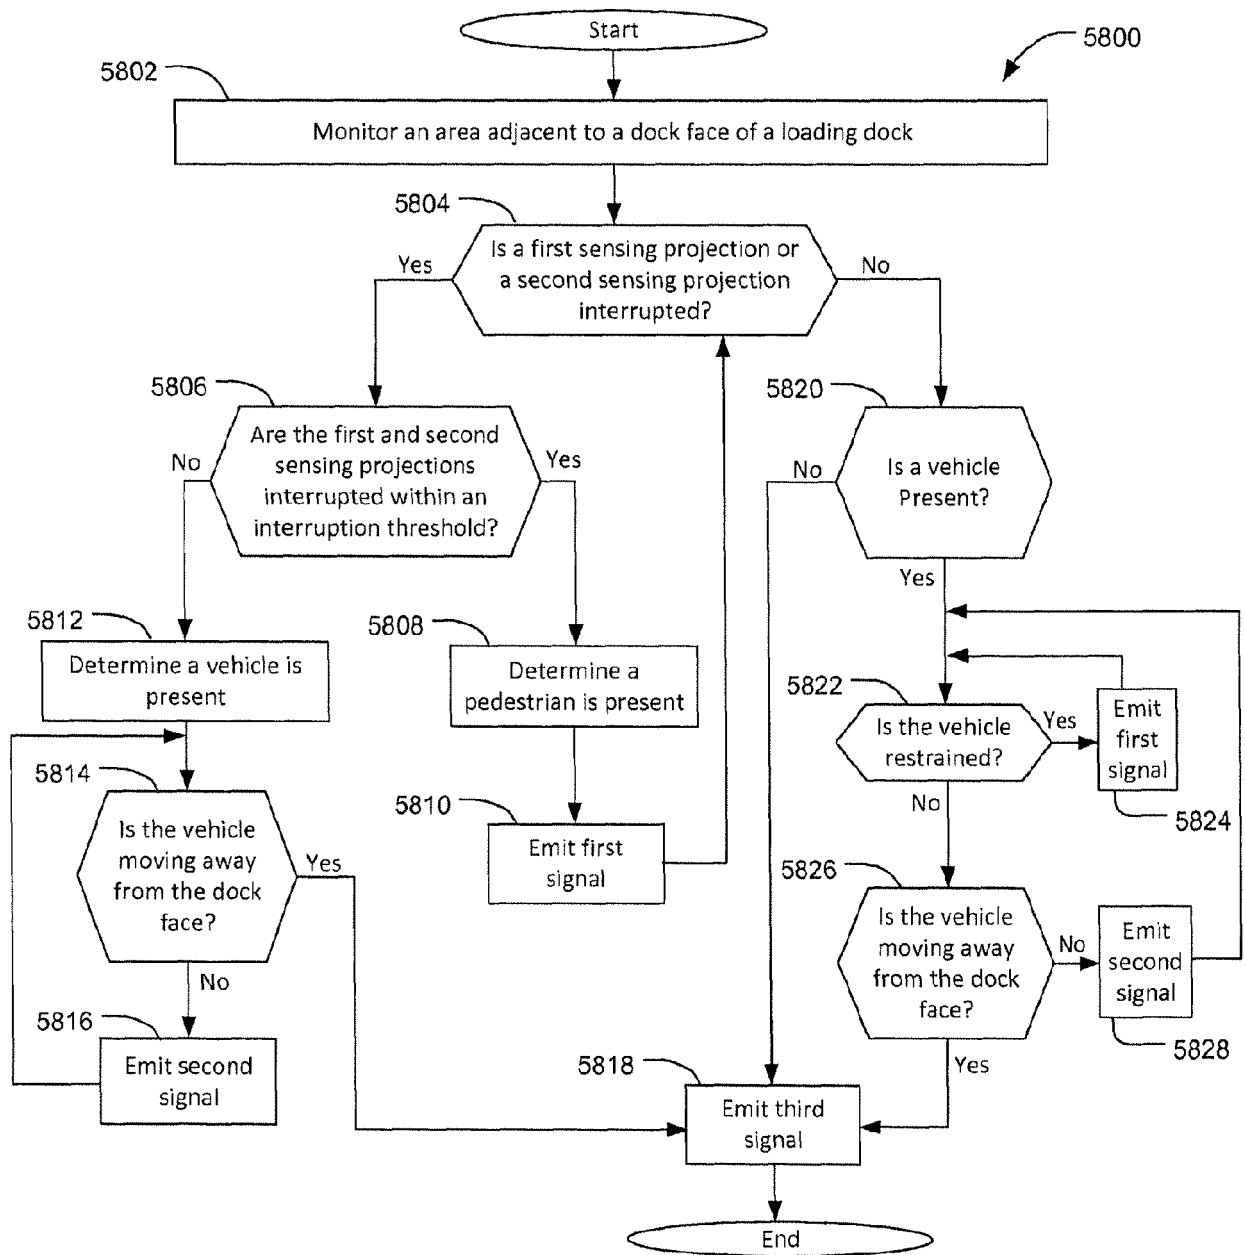 Start
5800
5802
Monitor an area adjacent to a dock face of a loading dock
5804
Is a first sensing projection or
a second sensing projection
interrupted?
Yes
No
5806
Are the first and second
sensing projections
interrupted within an
interruption threshold?
No
Yes
5820
Is a vehicle
Present?
No
Yes
5812
Determine a vehicle is
present
5808
Determine a
pedestrian is present
5822
Is the vehicle
restrained?
Yes
No
Emit
first
signal
5824
5814
Is the vehicle
moving away
from the dock
face?
Yes
No
5810
Emit first
signal
5826
Is the vehicle
moving away
from the dock
face?
No
Yes
Emit
second
signal
5828
5816
Emit second
signal
5818
Emit third
signal
End